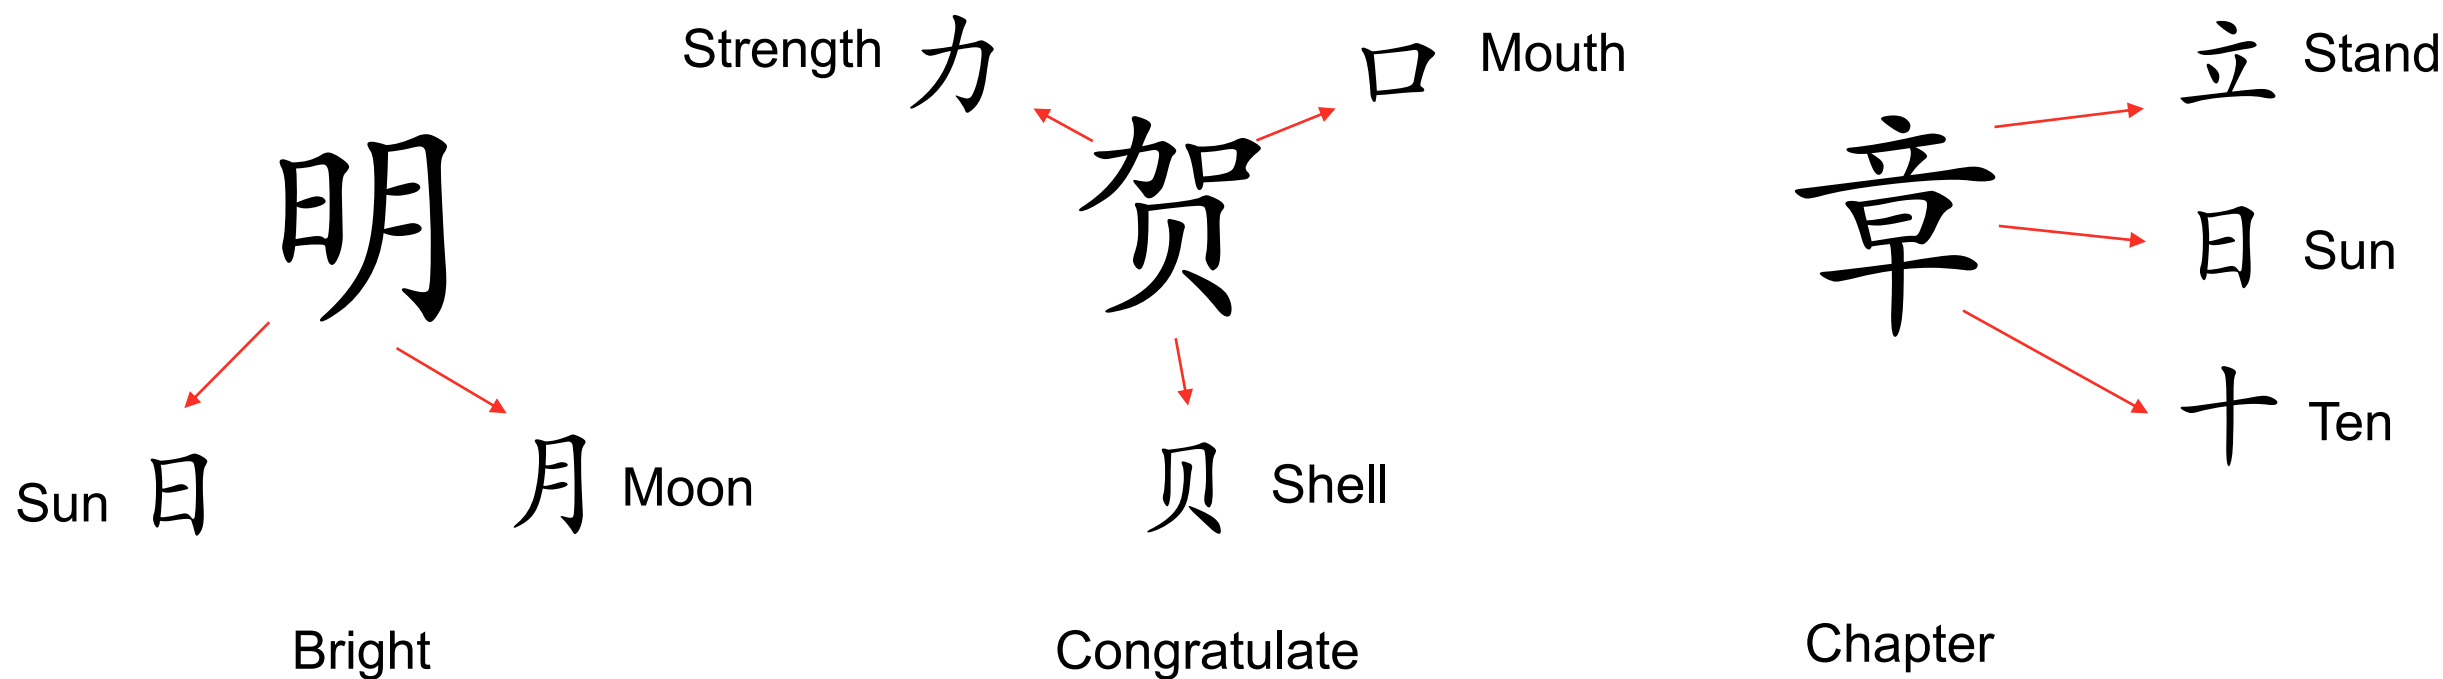 明
Sun 日
月 Moon
Bright
Strength 力
口 Mouth
贺
贝 Shell
Congratulate
章
立 Stand
日 Sun
十 Ten
Chapter